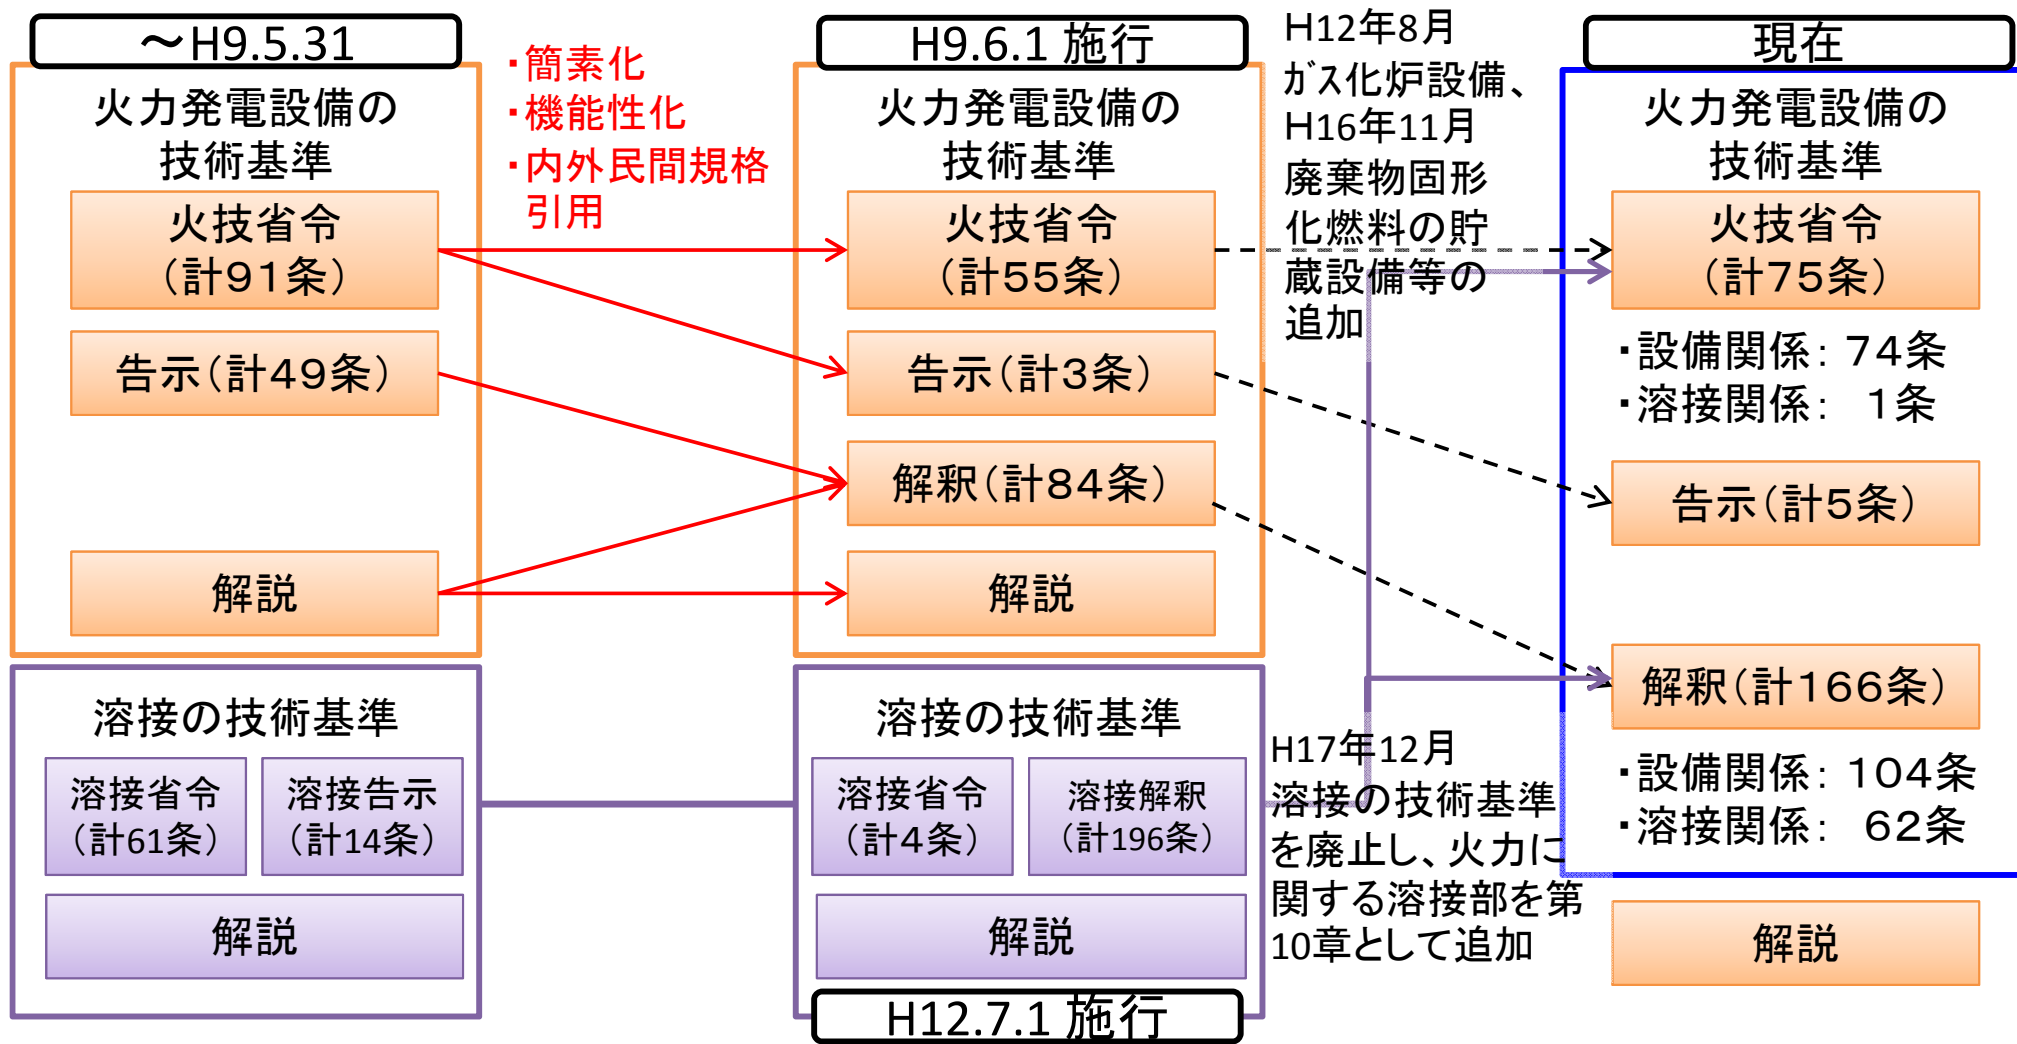 ～H9.5.31
火力発電設備の
技術基準
火技省令
（計91条）
告示（計49条）
解説
溶接の技術基準
溶接省令
（計61条）
溶接告示
（計14条）
解説
・簡素化
・機能性化
・内外民間規格
引用
H9.6.1 施行
火力発電設備の
技術基準
火技省令
（計55条）
告示（計3条）
解釈（計84条）
解説
溶接の技術基準
溶接省令
（計4条）
溶接解釈
（計196条）
解説
H12.7.1 施行
H12年8月
ｶﾞｽ化炉設備、
H16年11月
廃棄物固形
化燃料の貯
蔵設備等の
追加
H17年12月
溶接の技術基準
を廃止し、火力に
関する溶接部を第
10章として追加
現在
火力発電設備の
技術基準
火技省令
（計75条）
・設備関係： 74条
・溶接関係： 1条
告示（計5条）
解釈（計166条）
・設備関係： 104条
・溶接関係： 62条
解説